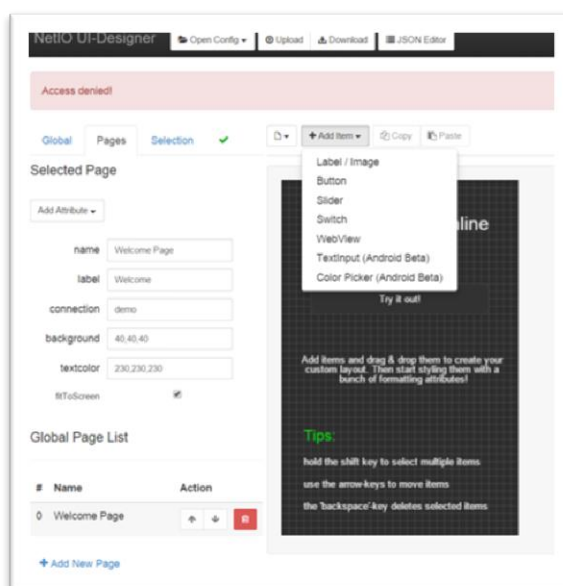 NetIO UI-Designer
Open Config
Upload
Download
JSON Editor
Access denied!
Global
Pages
Selection
Add Item
Copy
Paste
Selected Page
Add Attribute
name
Welcome Page
label
Welcome
connection
demo
background
40,40,40
textcolor
230,230,230
fitToScreen
Global Page List
# Name Action
0 Welcome Page
Add New Page
Label / Image
Button
Slider
Switch
WebView
TextInput (Android Beta)
Color Picker (Android Beta)
line
Try it out!
Add items and drag & drop them to create your
custom layout. Then start styling them with a
bunch of formatting attributes!
Tips:
hold the shift key to select multiple items
use the arrow-keys to move items
the 'backspace'-key deletes selected items